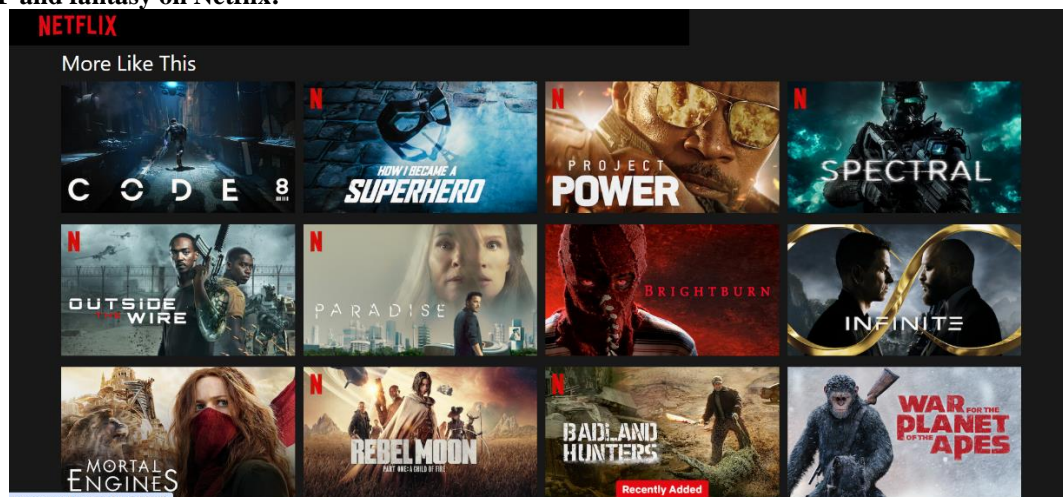 and fantasy on Netflix.
NETFLIX
More Like This
CODE 8
N
HOW I BECAME A
SUPERHERO
N
PROJECT
POWER
N
SPECTRAL
N
OUTSIDE
THE WIRE
N
PARADISE
BRIGHTBURN
INFINITE
MORTAL
ENGINES
N
REBEL MOON
PART ONE: A CHILD OF FIRE
N
BADLAND
HUNTERS
Recently Added
WAR FOR THE
PLANET
OF THE APES